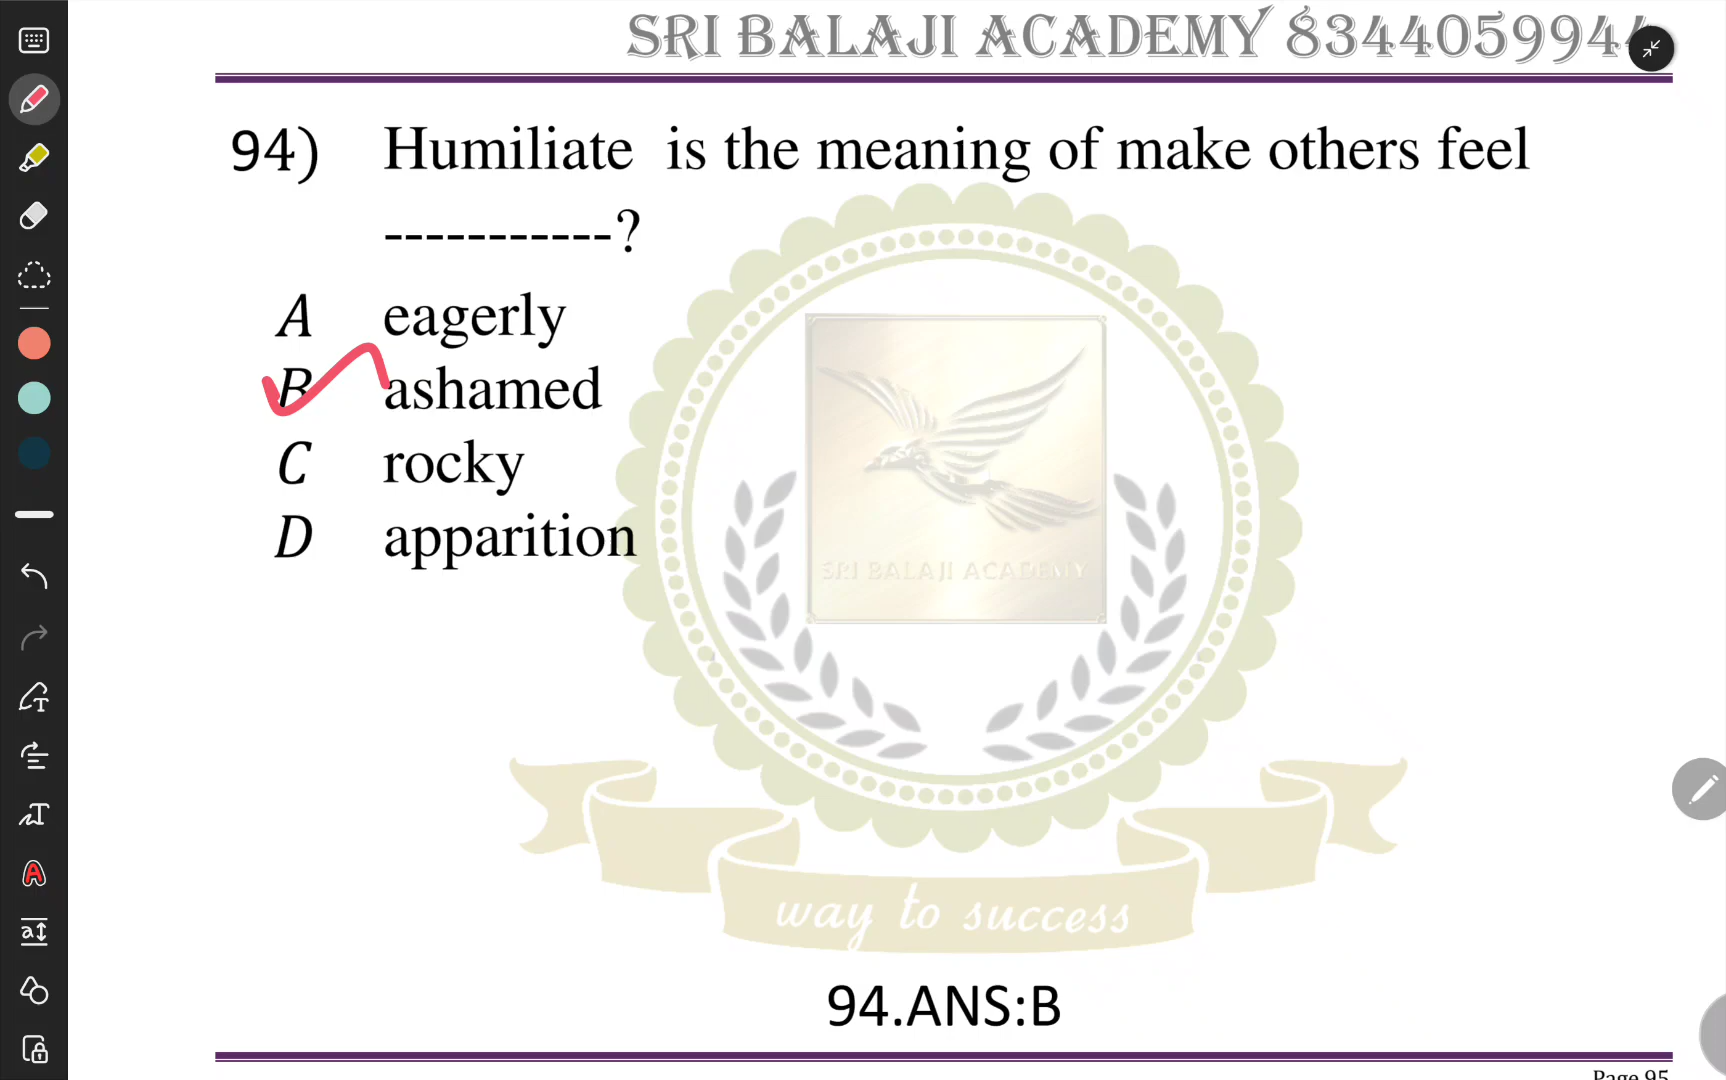 SRI BALAJI ACADEMY 8344059944
94) Humiliate is the meaning of make others feel
-----------?
A eagerly
B ashamed
C rocky
D apparition
SRI BALAJI ACADEMY
way to success
94.ANS:B
Page 95